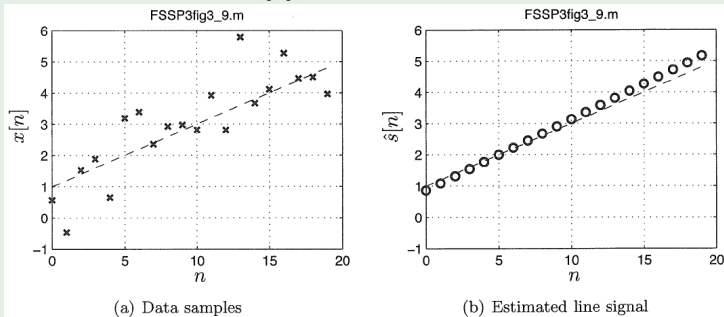 FSSP3fig3_9.m
6
5
4
3
2
1
0
−1
0 5 10 15 20
x[n]
n
(a) Data samples
FSSP3fig3_9.m
6
5
4
3
2
1
0
−1
0 5 10 15 20
ŝ[n]
n
(b) Estimated line signal